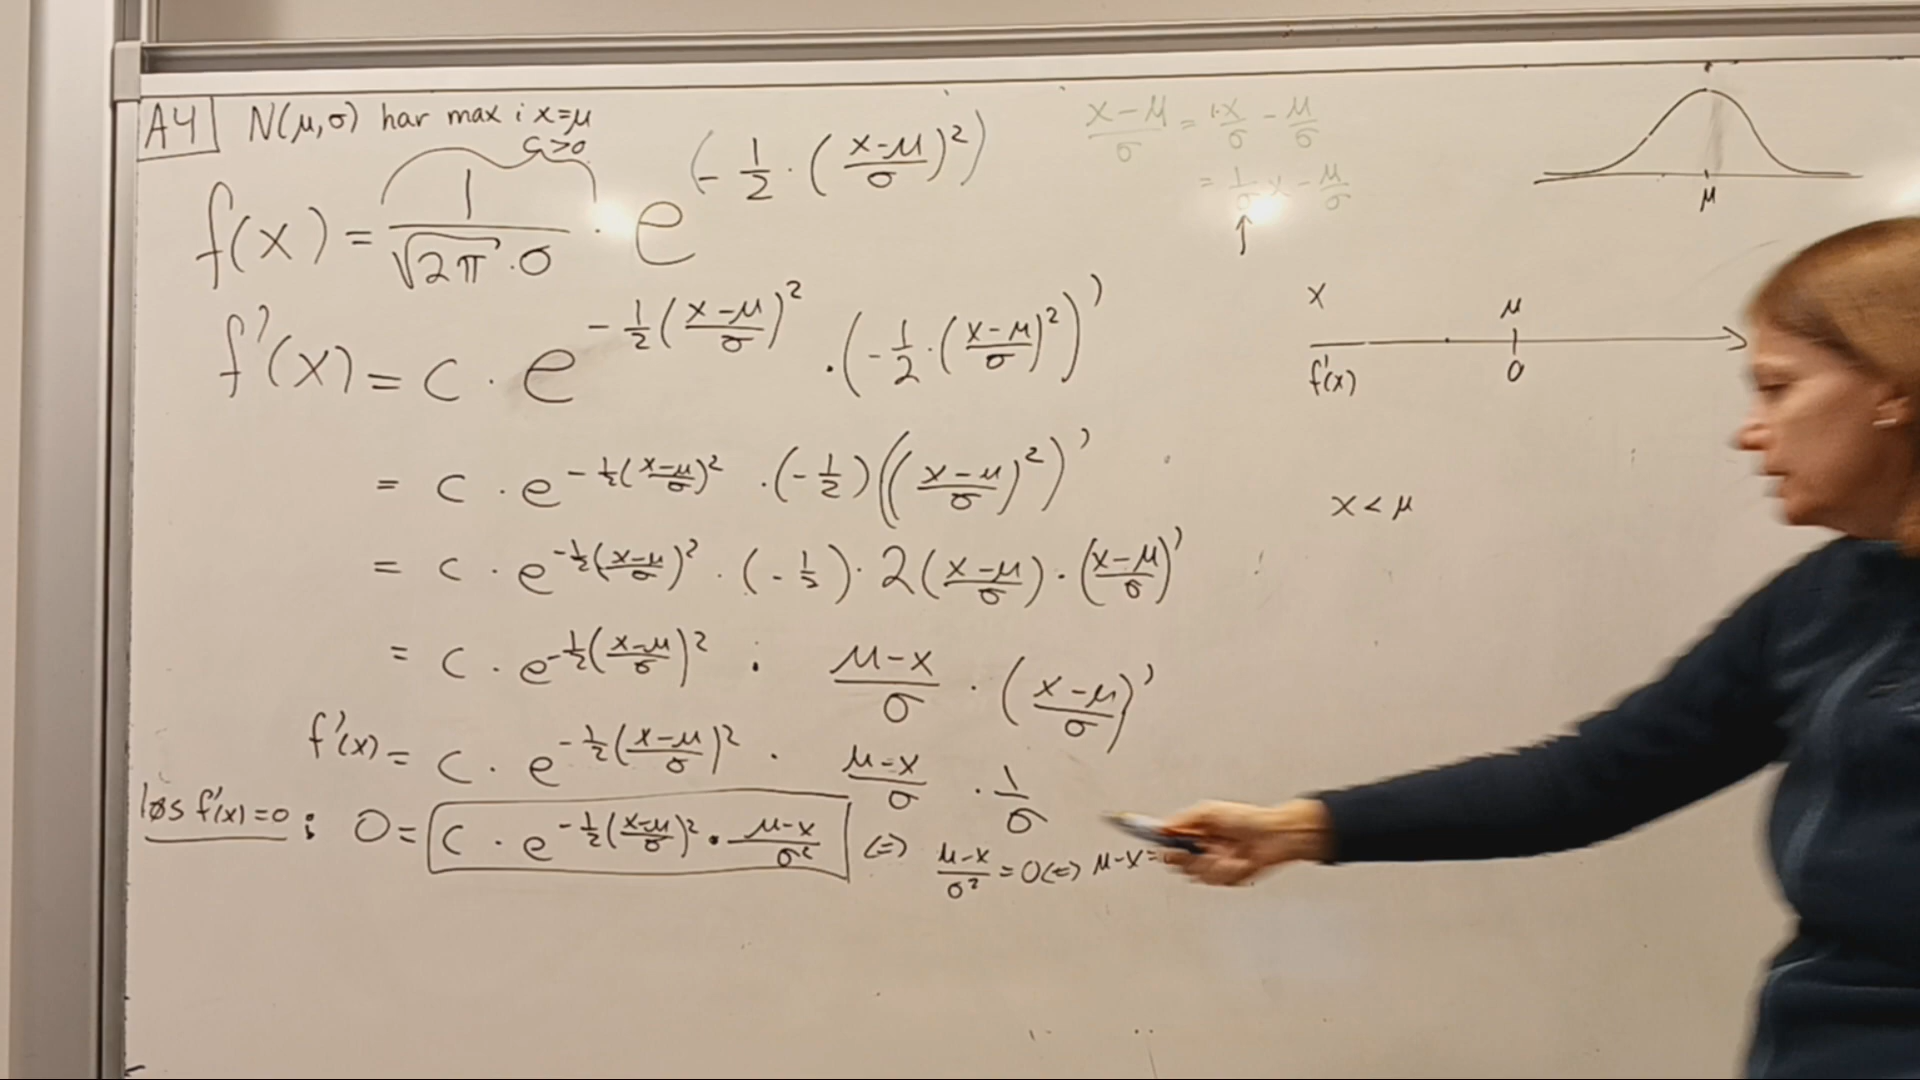 A4 N(μ,σ) har max i x=μ
c>0
f(x) = 1/(√2π · σ) · e^(-1/2 · ((x-μ)/σ)²)
f'(x) = c · e^(-1/2((x-μ)/σ)²) · (-1/2 · ((x-μ)/σ)²)'
= c · e^(-1/2((x-μ)/σ)²) · (-1/2)(((x-μ)/σ)²)'
= c · e^(-1/2((x-μ)/σ)²) · (-1/2) · 2((x-μ)/σ) · ((x-μ)/σ)'
= c · e^(-1/2((x-μ)/σ)²) · (μ-x)/σ · ((x-μ)/σ)'
f'(x) = c · e^(-1/2((x-μ)/σ)²) · (μ-x)/σ · 1/σ
løs f'(x)=0 : 0 = c · e^(-1/2((x-μ)/σ)²) · (μ-x)/σ² <=> (μ-x)/σ² = 0 <=> μ-x=
(x-μ)/σ = 1·x/σ - μ/σ
= 1/σ x - μ/σ
↑
μ
x μ
f'(x) 0
x < μ